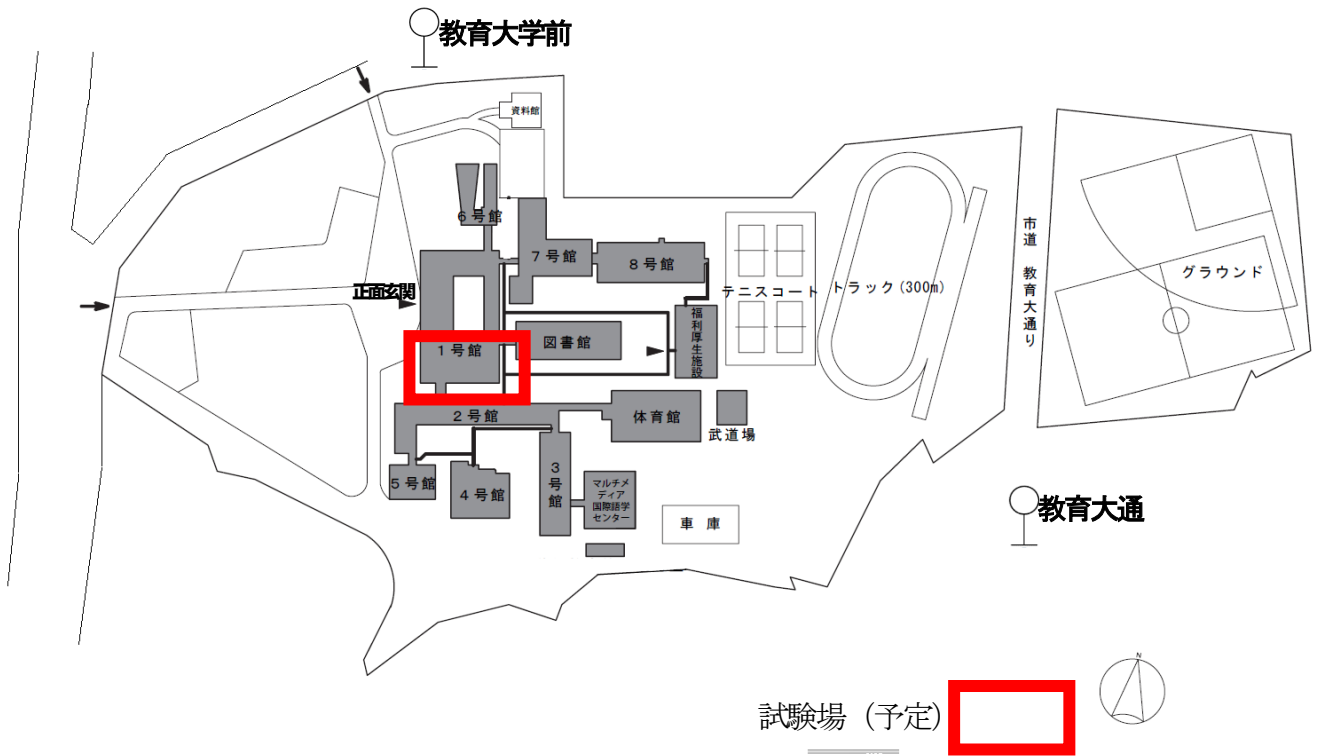 教育大学前
資料館
6号館
7号館
8号館
正面玄関
1号館
図書館
福利厚生施設
テニスコート
トラック(300m)
市道 教育大通り
グラウンド
2号館
体育館
武道場
5号館
4号館
3号館
マルチメ
ディア
国際語学
センター
車庫
教育大通
N
試験場（予定）